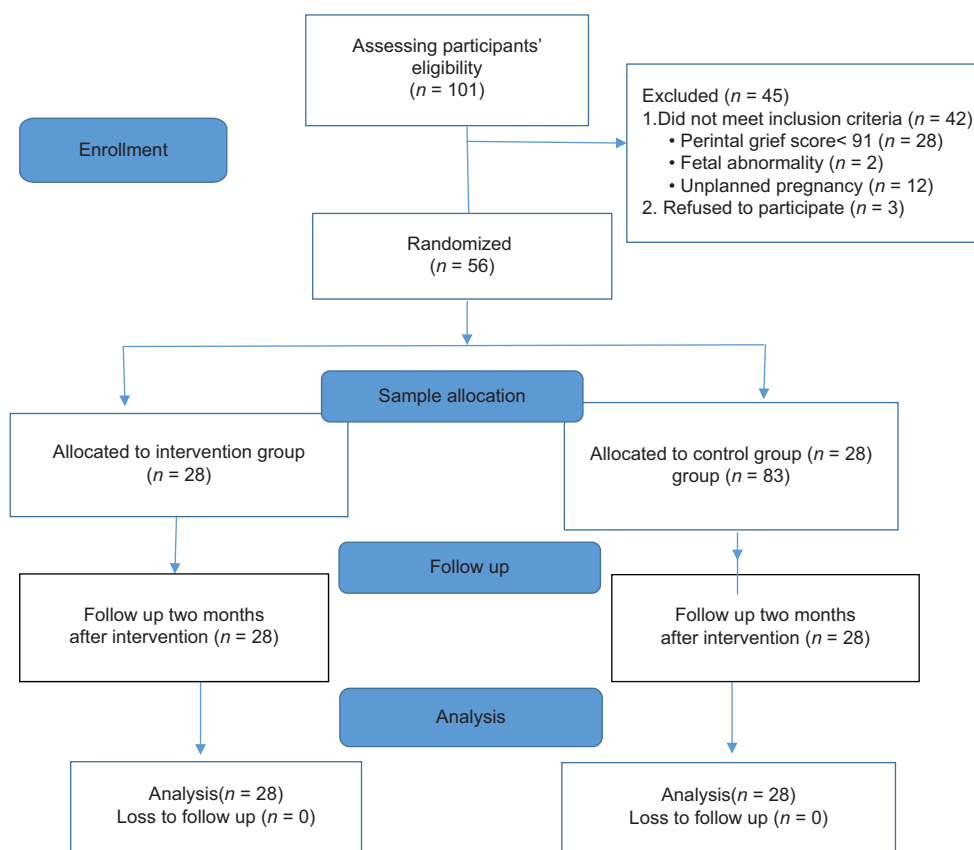 Assessing participants'
eligibility
(n = 101)
Excluded (n = 45)
1.Did not meet inclusion criteria (n = 42)
• Perintal grief score< 91 (n = 28)
• Fetal abnormality (n = 2)
• Unplanned pregnancy (n = 12)
2. Refused to participate (n = 3)
Enrollment
Randomized
(n = 56)
Sample allocation
Allocated to intervention group
(n = 28)
Allocated to control group (n = 28)
group (n = 83)
Follow up
Follow up two months
after intervention (n = 28)
Follow up two months
after intervention (n = 28)
Analysis
Analysis(n = 28)
Loss to follow up (n = 0)
Analysis(n = 28)
Loss to follow up (n = 0)